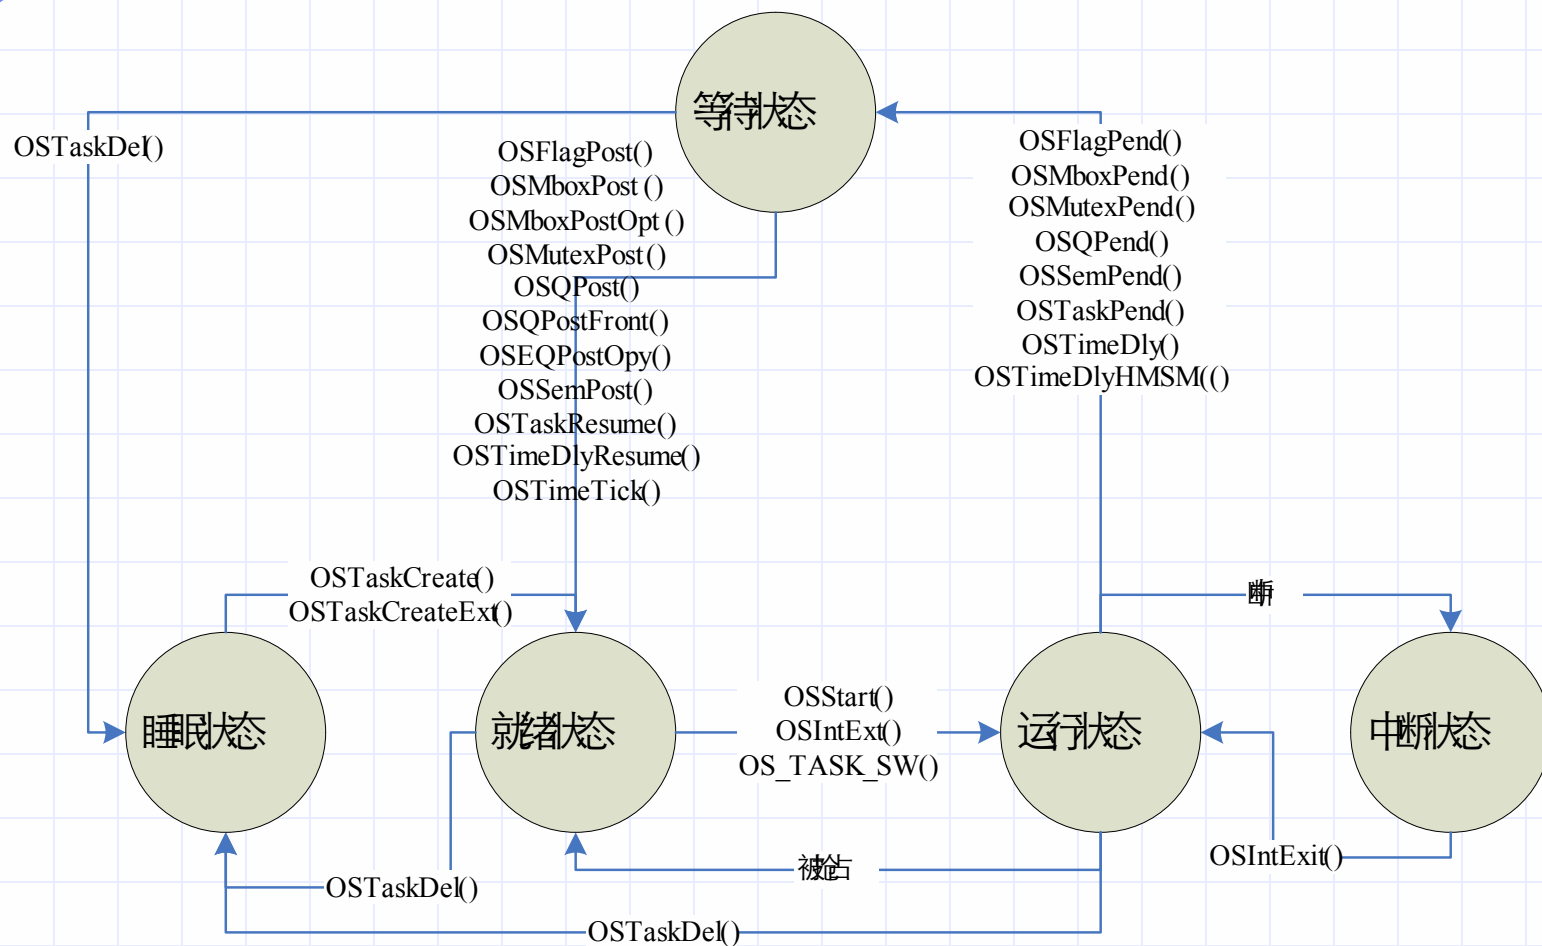 等待状态
OSTaskDel()
OSFlagPost()
OSMboxPost ()
OSMboxPostOpt ()
OSMutexPost ()
OSQPost()
OSQPostFront()
OSEQPostOpy()
OSSemPost()
OSTaskResume()
OSTimeDlyResume()
OSTimeTick()
OSFlagPend()
OSMboxPend()
OSMutexPend()
OSQPend()
OSSemPend()
OSTaskPend()
OSTimeDly()
OSTimeDlyHMSM(()
OSTaskCreate()
OSTaskCreateExt()
中断
睡眠状态
就绪状态
OSStart()
OSIntExt()
OS_TASK_SW()
运行状态
中断状态
OSIntExit()
被抢占
OSTaskDel()
OSTaskDel()